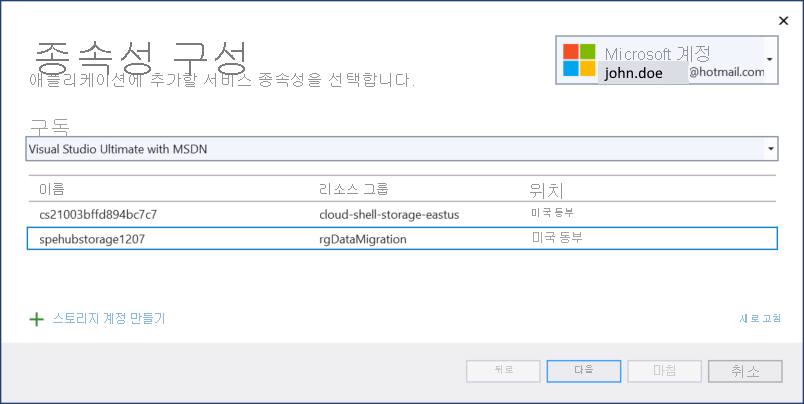 종속성 구성
애플리케이션에 추가할 서비스 종속성을 선택합니다.
Microsoft 계정
john.doe @hotmail.com
구독
Visual Studio Ultimate with MSDN
이름 리소스 그룹 위치
cs21003bffd894bc7c7 cloud-shell-storage-eastus 미국 동부
spehubstorage1207 rgDataMigration 미국 동부
스토리지 계정 만들기 새로 고침
뒤로 다음 마침 취소